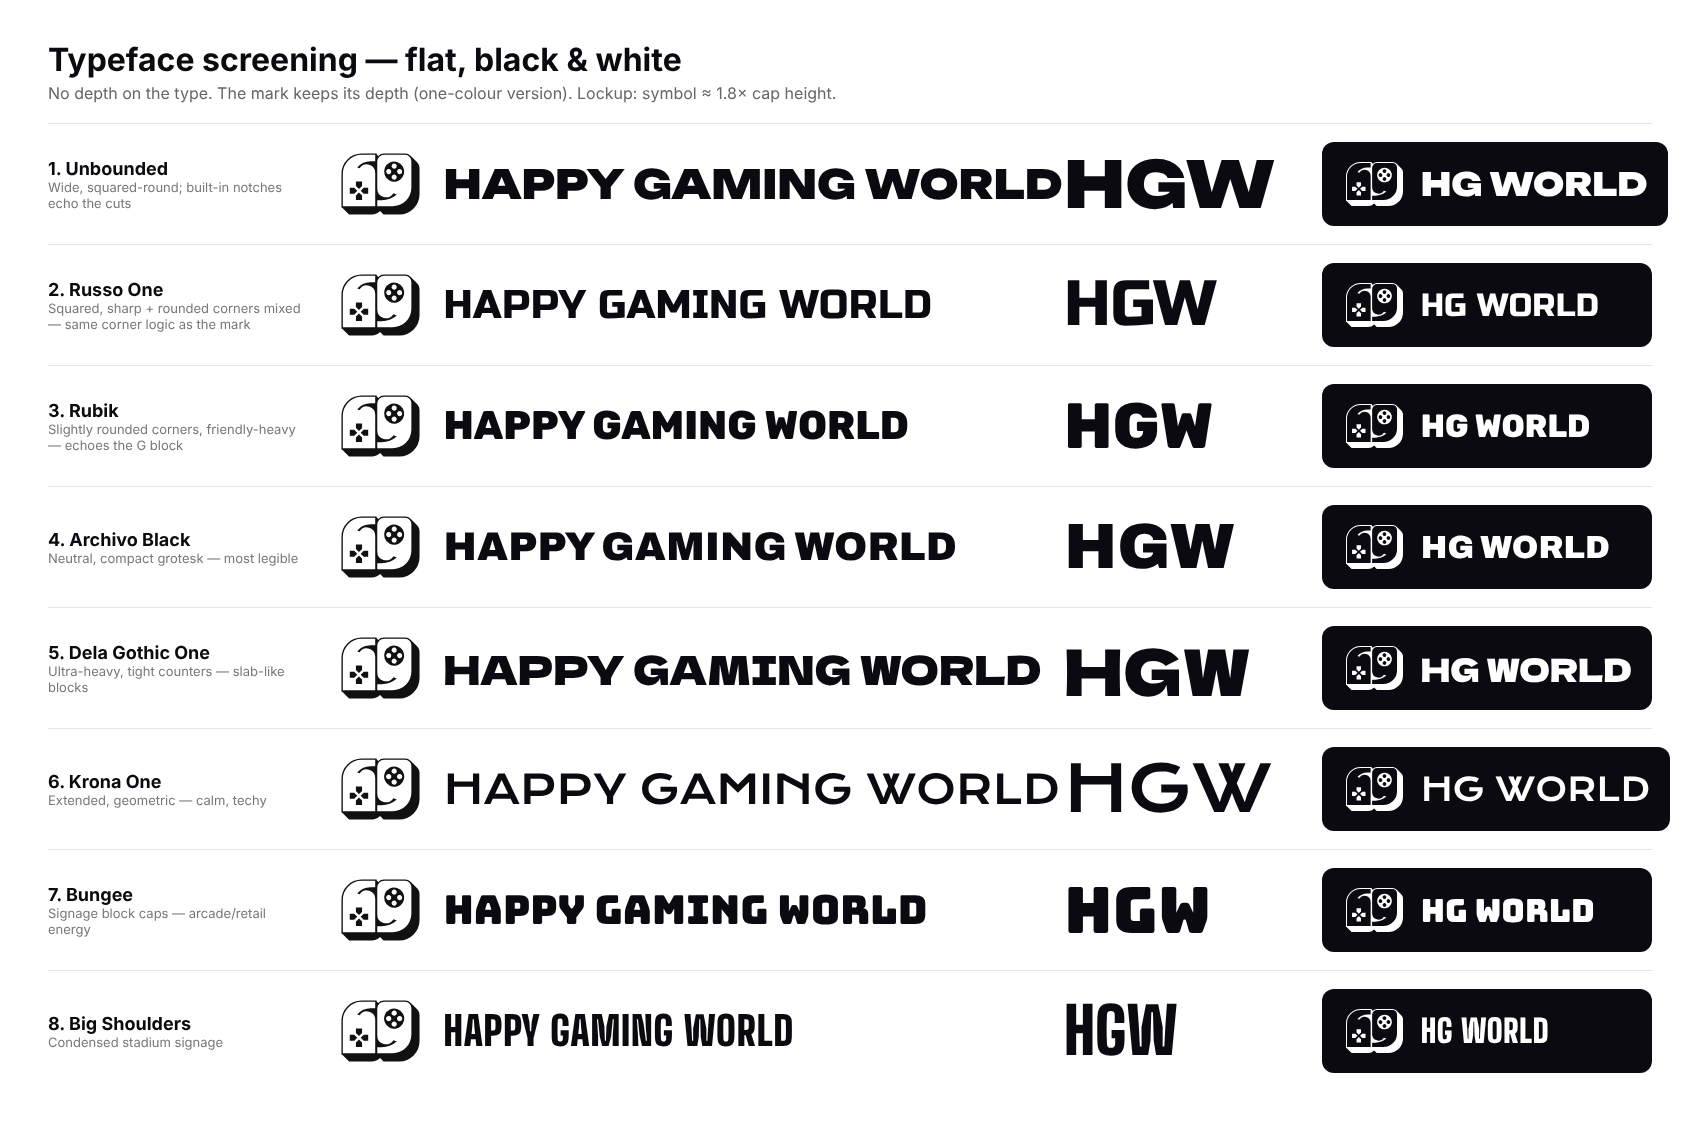 Typeface screening — flat, black & white
No depth on the type. The mark keeps its depth (one-colour version). Lockup: symbol ≈ 1.8× cap height.
1. Unbounded
Wide, squared-round; built-in notches
echo the cuts
HAPPY GAMING WORLD
HGW
HG WORLD
2. Russo One
Squared, sharp + rounded corners mixed
— same corner logic as the mark
HAPPY GAMING WORLD
HGW
HG WORLD
3. Rubik
Slightly rounded corners, friendly-heavy
— echoes the G block
HAPPY GAMING WORLD
HGW
HG WORLD
4. Archivo Black
Neutral, compact grotesk — most legible
HAPPY GAMING WORLD
HGW
HG WORLD
5. Dela Gothic One
Ultra-heavy, tight counters — slab-like
blocks
HAPPY GAMING WORLD
HGW
HG WORLD
6. Krona One
Extended, geometric — calm, techy
HAPPY GAMING WORLD
HGW
HG WORLD
7. Bungee
Signage block caps — arcade/retail
energy
HAPPY GAMING WORLD
HGW
HG WORLD
8. Big Shoulders
Condensed stadium signage
HAPPY GAMING WORLD
HGW
HG WORLD